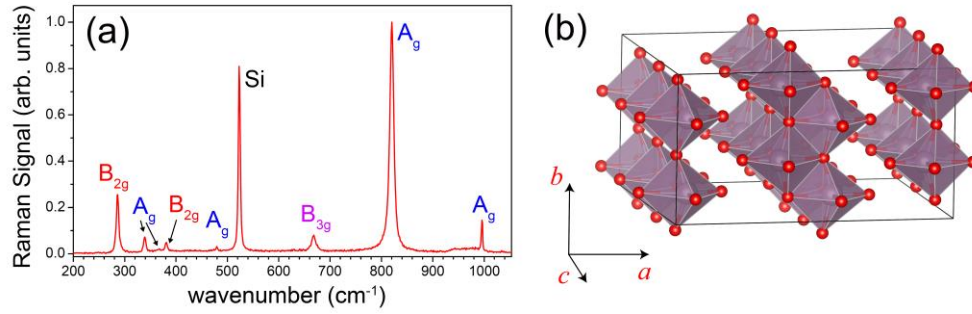 (a)
Raman Signal (arb. units)
1.0
0.8
0.6
0.4
0.2
0.0
B2g
Ag
B2g
Ag
Si
B3g
Ag
Ag
200 300 400 500 600 700 800 900 1000
wavenumber (cm-1)
(b)
b
c
a